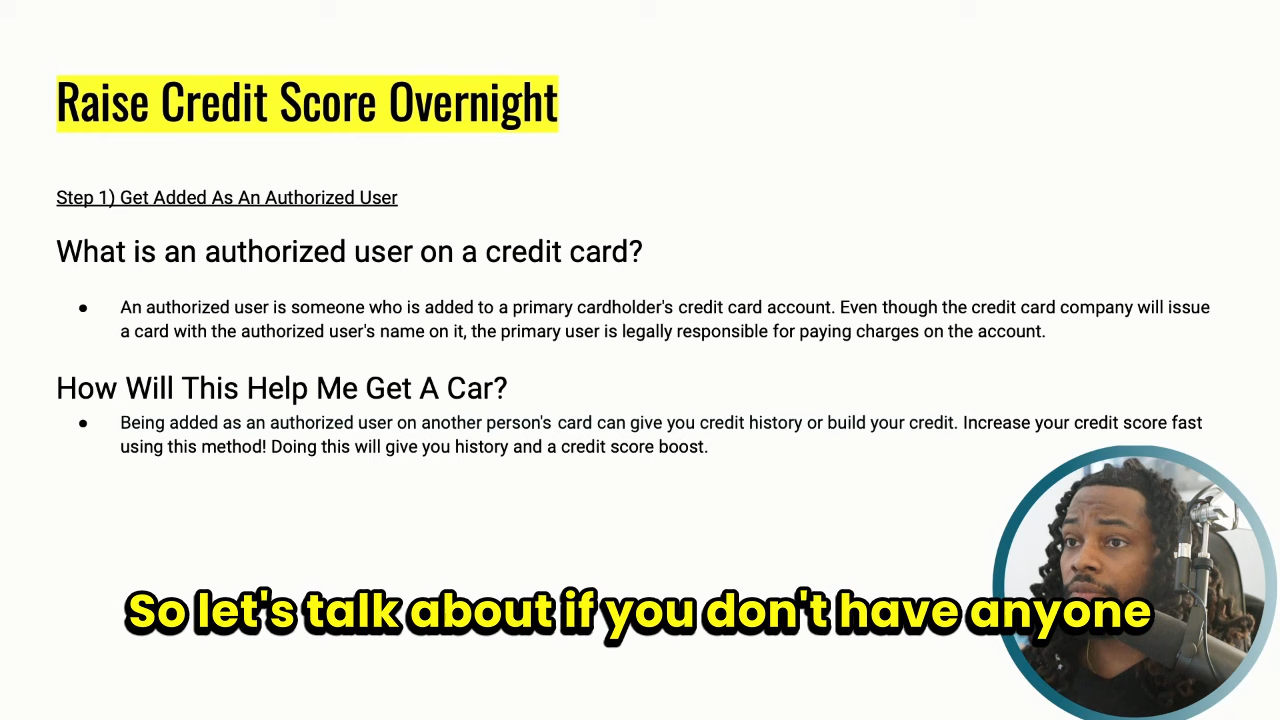 Raise Credit Score Overnight
Step 1) Get Added As An Authorized User
What is an authorized user on a credit card?
● An authorized user is someone who is added to a primary cardholder's credit card account. Even though the credit card company will issue
a card with the authorized user's name on it, the primary user is legally responsible for paying charges on the account.
How Will This Help Me Get A Car?
● Being added as an authorized user on another person's card can give you credit history or build your credit. Increase your credit score fast
using this method! Doing this will give you history and a credit score boost.
So let's talk about if you don't have anyone